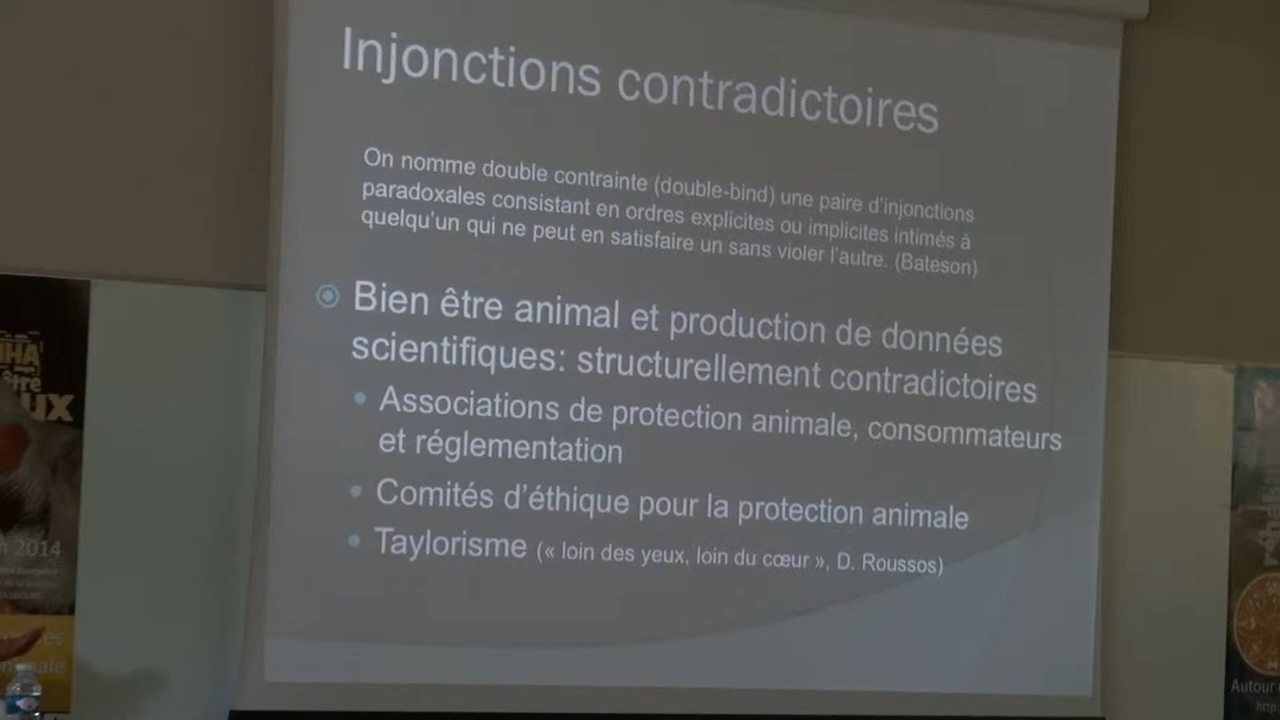 Injonctions contradictoires
On nomme double contrainte (double-bind) une paire d'injonctions
paradoxales consistant en ordres explicites ou implicites intimés à
quelqu'un qui ne peut en satisfaire un sans violer l'autre. (Bateson)
Bien être animal et production de données
scientifiques: structurellement contradictoires
Associations de protection animale, consommateurs
et réglementation
Comités d'éthique pour la protection animale
Taylorisme (« loin des yeux, loin du cœur », D. Roussos)
2014
Autour